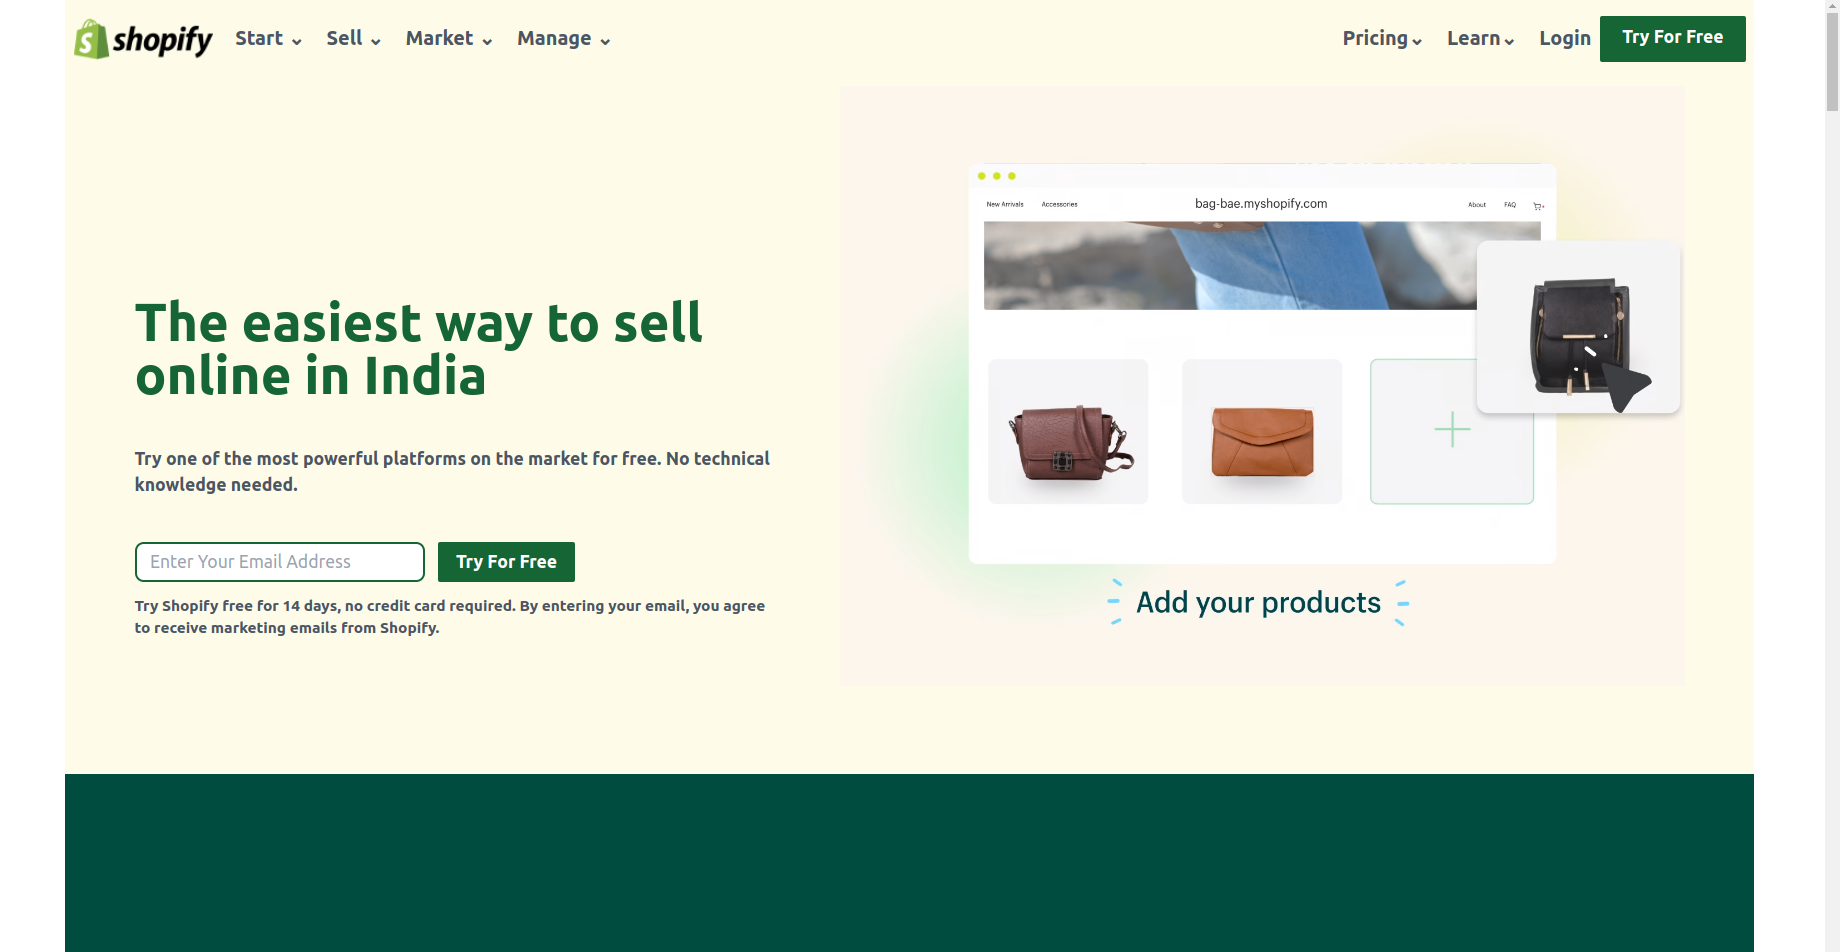 shopify Start Sell Market Manage Pricing Learn Login Try For Free
The easiest way to sell
online in India
Try one of the most powerful platforms on the market for free. No technical
knowledge needed.
Enter Your Email Address Try For Free
Try Shopify free for 14 days, no credit card required. By entering your email, you agree
to receive marketing emails from Shopify.
New Arrivals Accessories bag-bae.myshopify.com About FAQ
Add your products